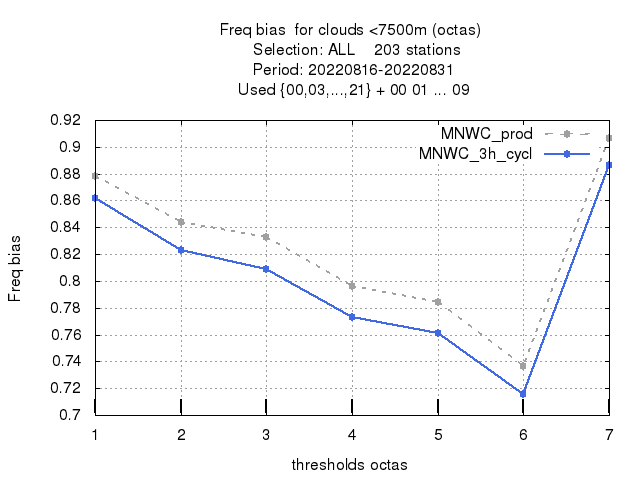 Freq bias  for clouds <7500m (octas)
Selection: ALL    203 stations
Period: 20220816-20220831
Used {00,03,...,21} + 00 01 ... 09
MNWC_prod
MNWC_3h_cycl
0.92
0.9
0.88
0.86
0.84
0.82
0.8
0.78
0.76
0.74
0.72
0.7
Freq bias
1 2 3 4 5 6 7
thresholds octas